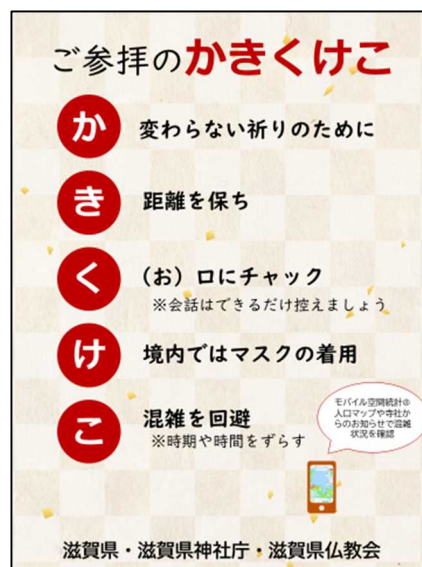 ご参拝のかきくけこ
か 変わらない祈りのために
き 距離を保ち
く (お)口にチャック
※会話はできるだけ控えましょう
け 境内ではマスクの着用
こ 混雑を回避
※時期や時間をずらす
モバイル空間統計®
人口マップや寺社か
らのお知らせで混雑
状況を確認
滋賀県・滋賀県神社庁・滋賀県仏教会